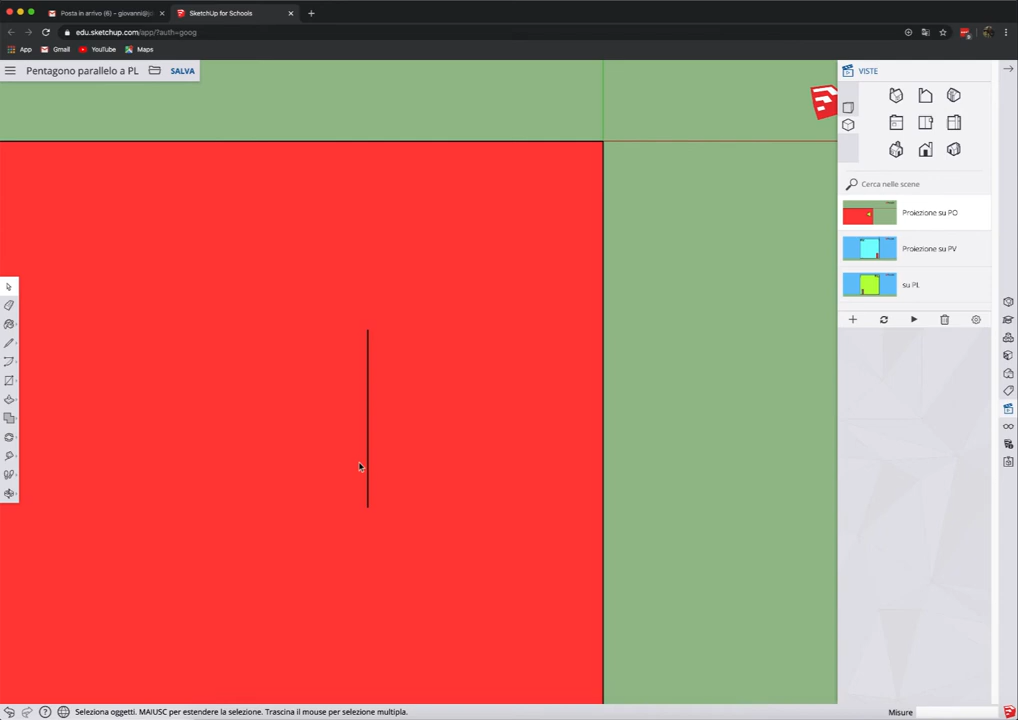 Posta in arrivo (6) - giovanni@j
SketchUp for Schools
edu.sketchup.com/app/?auth=goog
App
Gmail
YouTube
Maps
Pentagono parallelo a PL
SALVA
VISTE
Cerca nelle scene
Proiezione su PO
Proiezione su PV
su PL
Seleziona oggetti. MAIUSC per estendere la selezione. Trascina il mouse per selezione multipla.
Misure